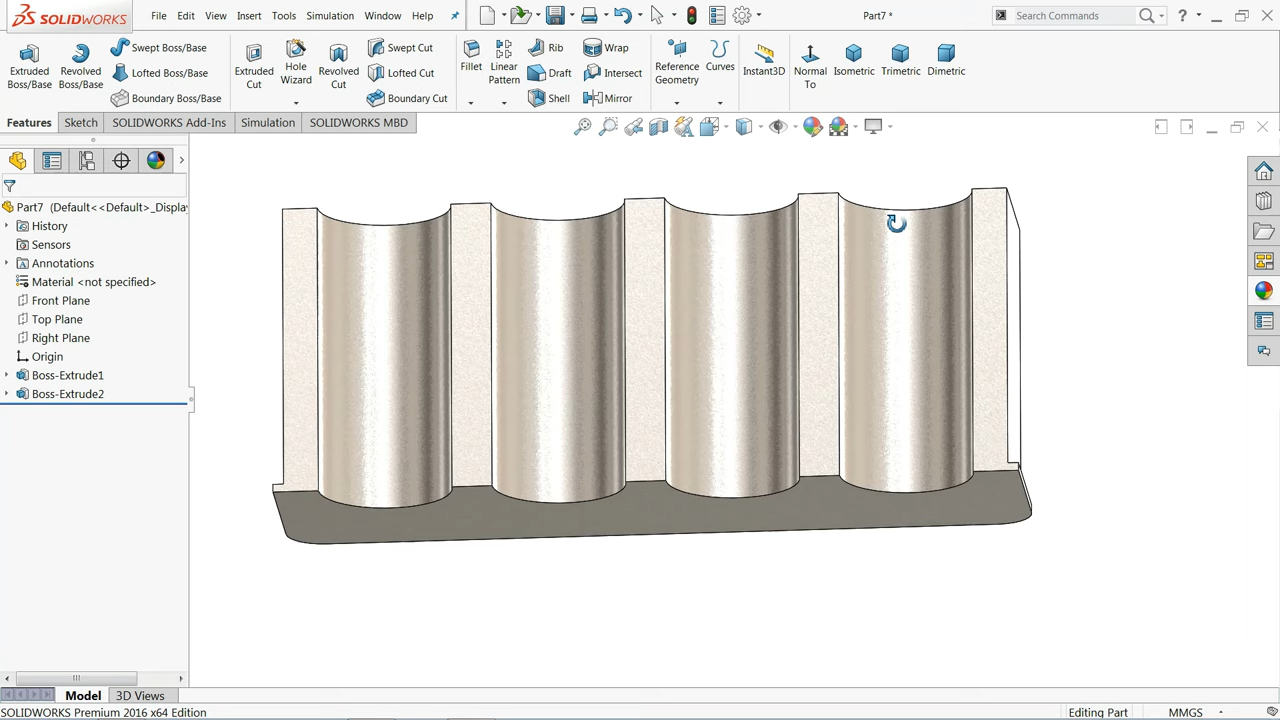 SOLIDWORKS
File Edit View Insert Tools Simulation Window Help
Part7 *
Search Commands
Extruded Boss/Base
Revolved Boss/Base
Swept Boss/Base
Lofted Boss/Base
Boundary Boss/Base
Extruded Cut
Hole Wizard
Revolved Cut
Swept Cut
Lofted Cut
Boundary Cut
Fillet
Linear Pattern
Rib
Draft
Shell
Wrap
Intersect
Mirror
Reference Geometry
Curves
Instant3D
Normal To
Isometric
Trimetric
Dimetric
Features Sketch SOLIDWORKS Add-Ins Simulation SOLIDWORKS MBD
Part7 (Default<<Default>_Displa
History
Sensors
Annotations
Material <not specified>
Front Plane
Top Plane
Right Plane
Origin
Boss-Extrude1
Boss-Extrude2
Model 3D Views
SOLIDWORKS Premium 2016 x64 Edition
Editing Part MMGS